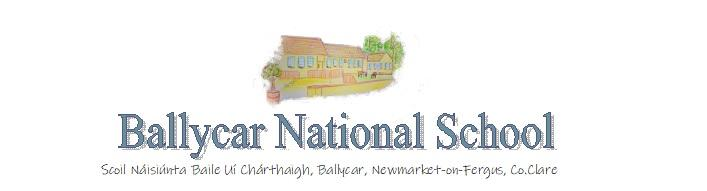 Ballycar National School
Scoil Náisiúnta Baile Uí Chárthaigh, Ballycar, Newmarket-on-Fergus, Co.Clare